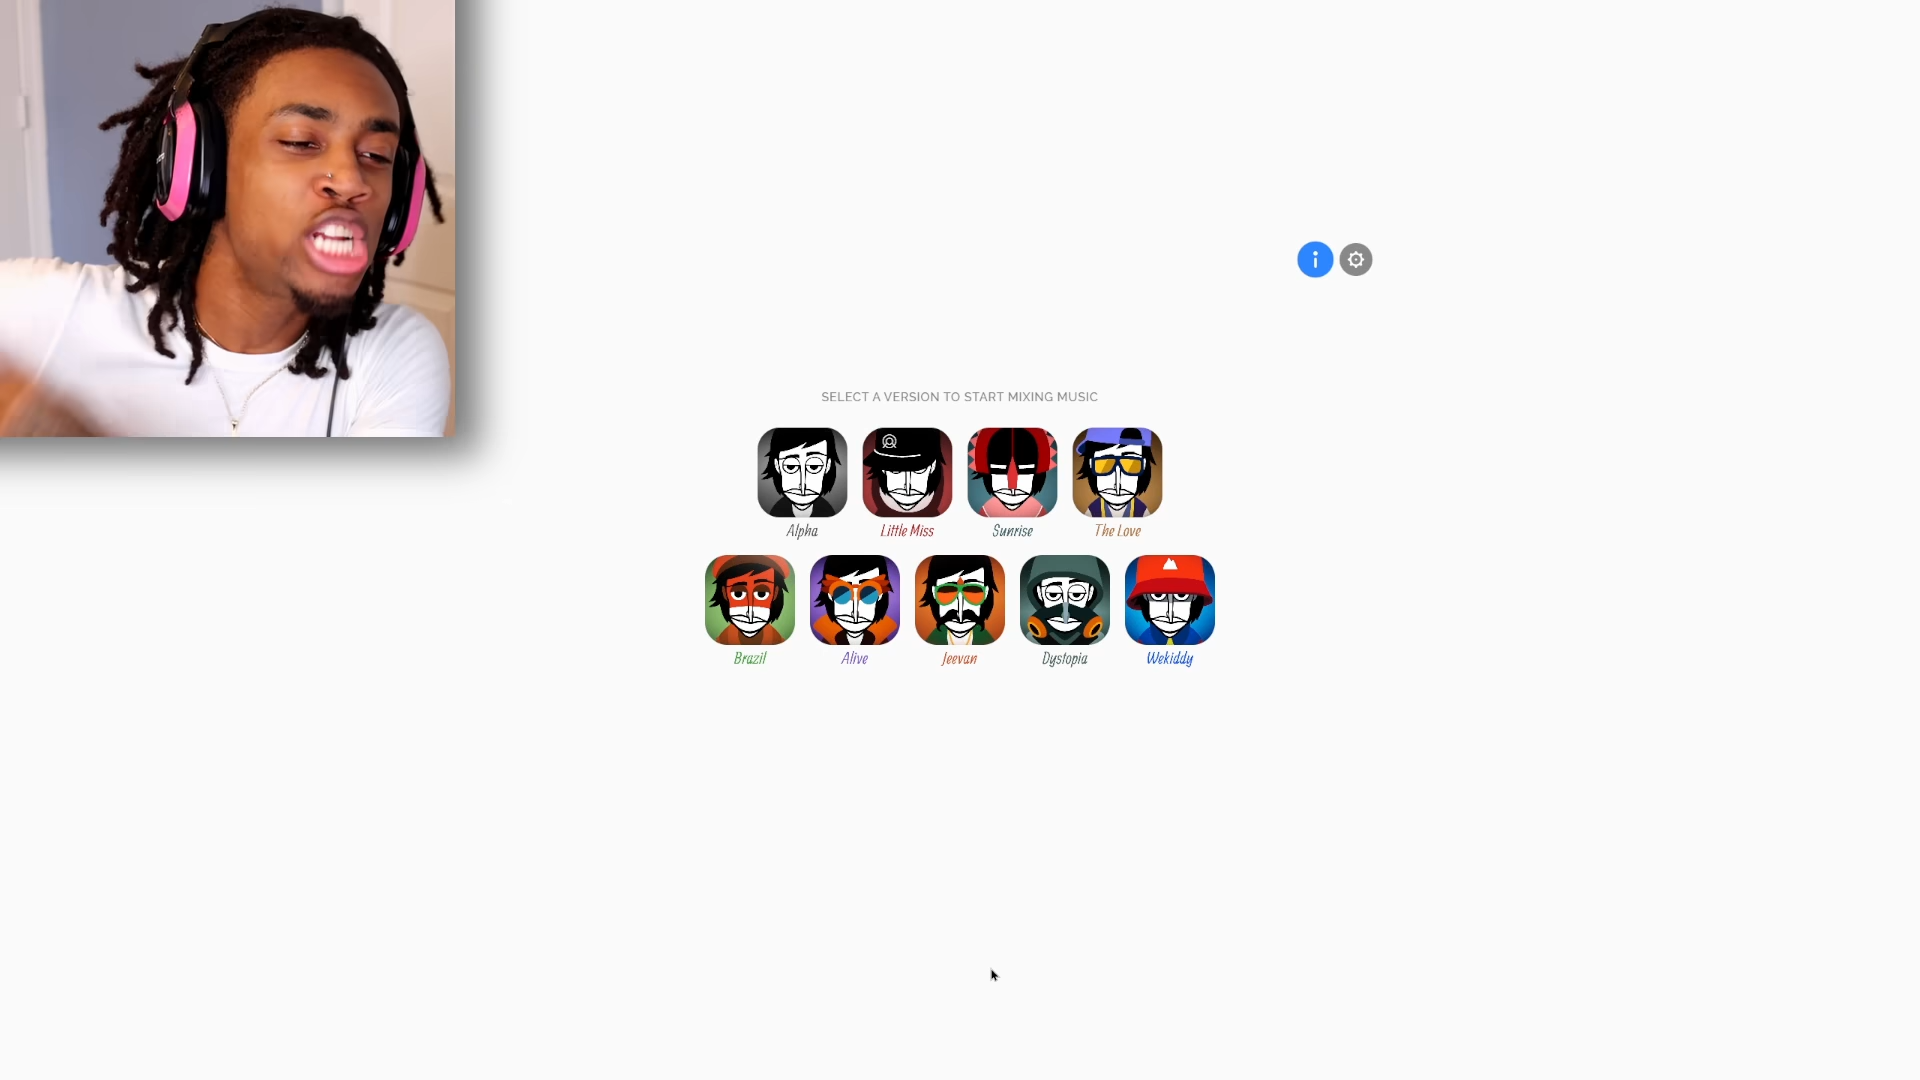 SELECT A VERSION TO START MIXING MUSIC
Alpha
Little Miss
Sunrise
The Love
Brazil
Alive
Jeevan
Dystopia
Wekiddy